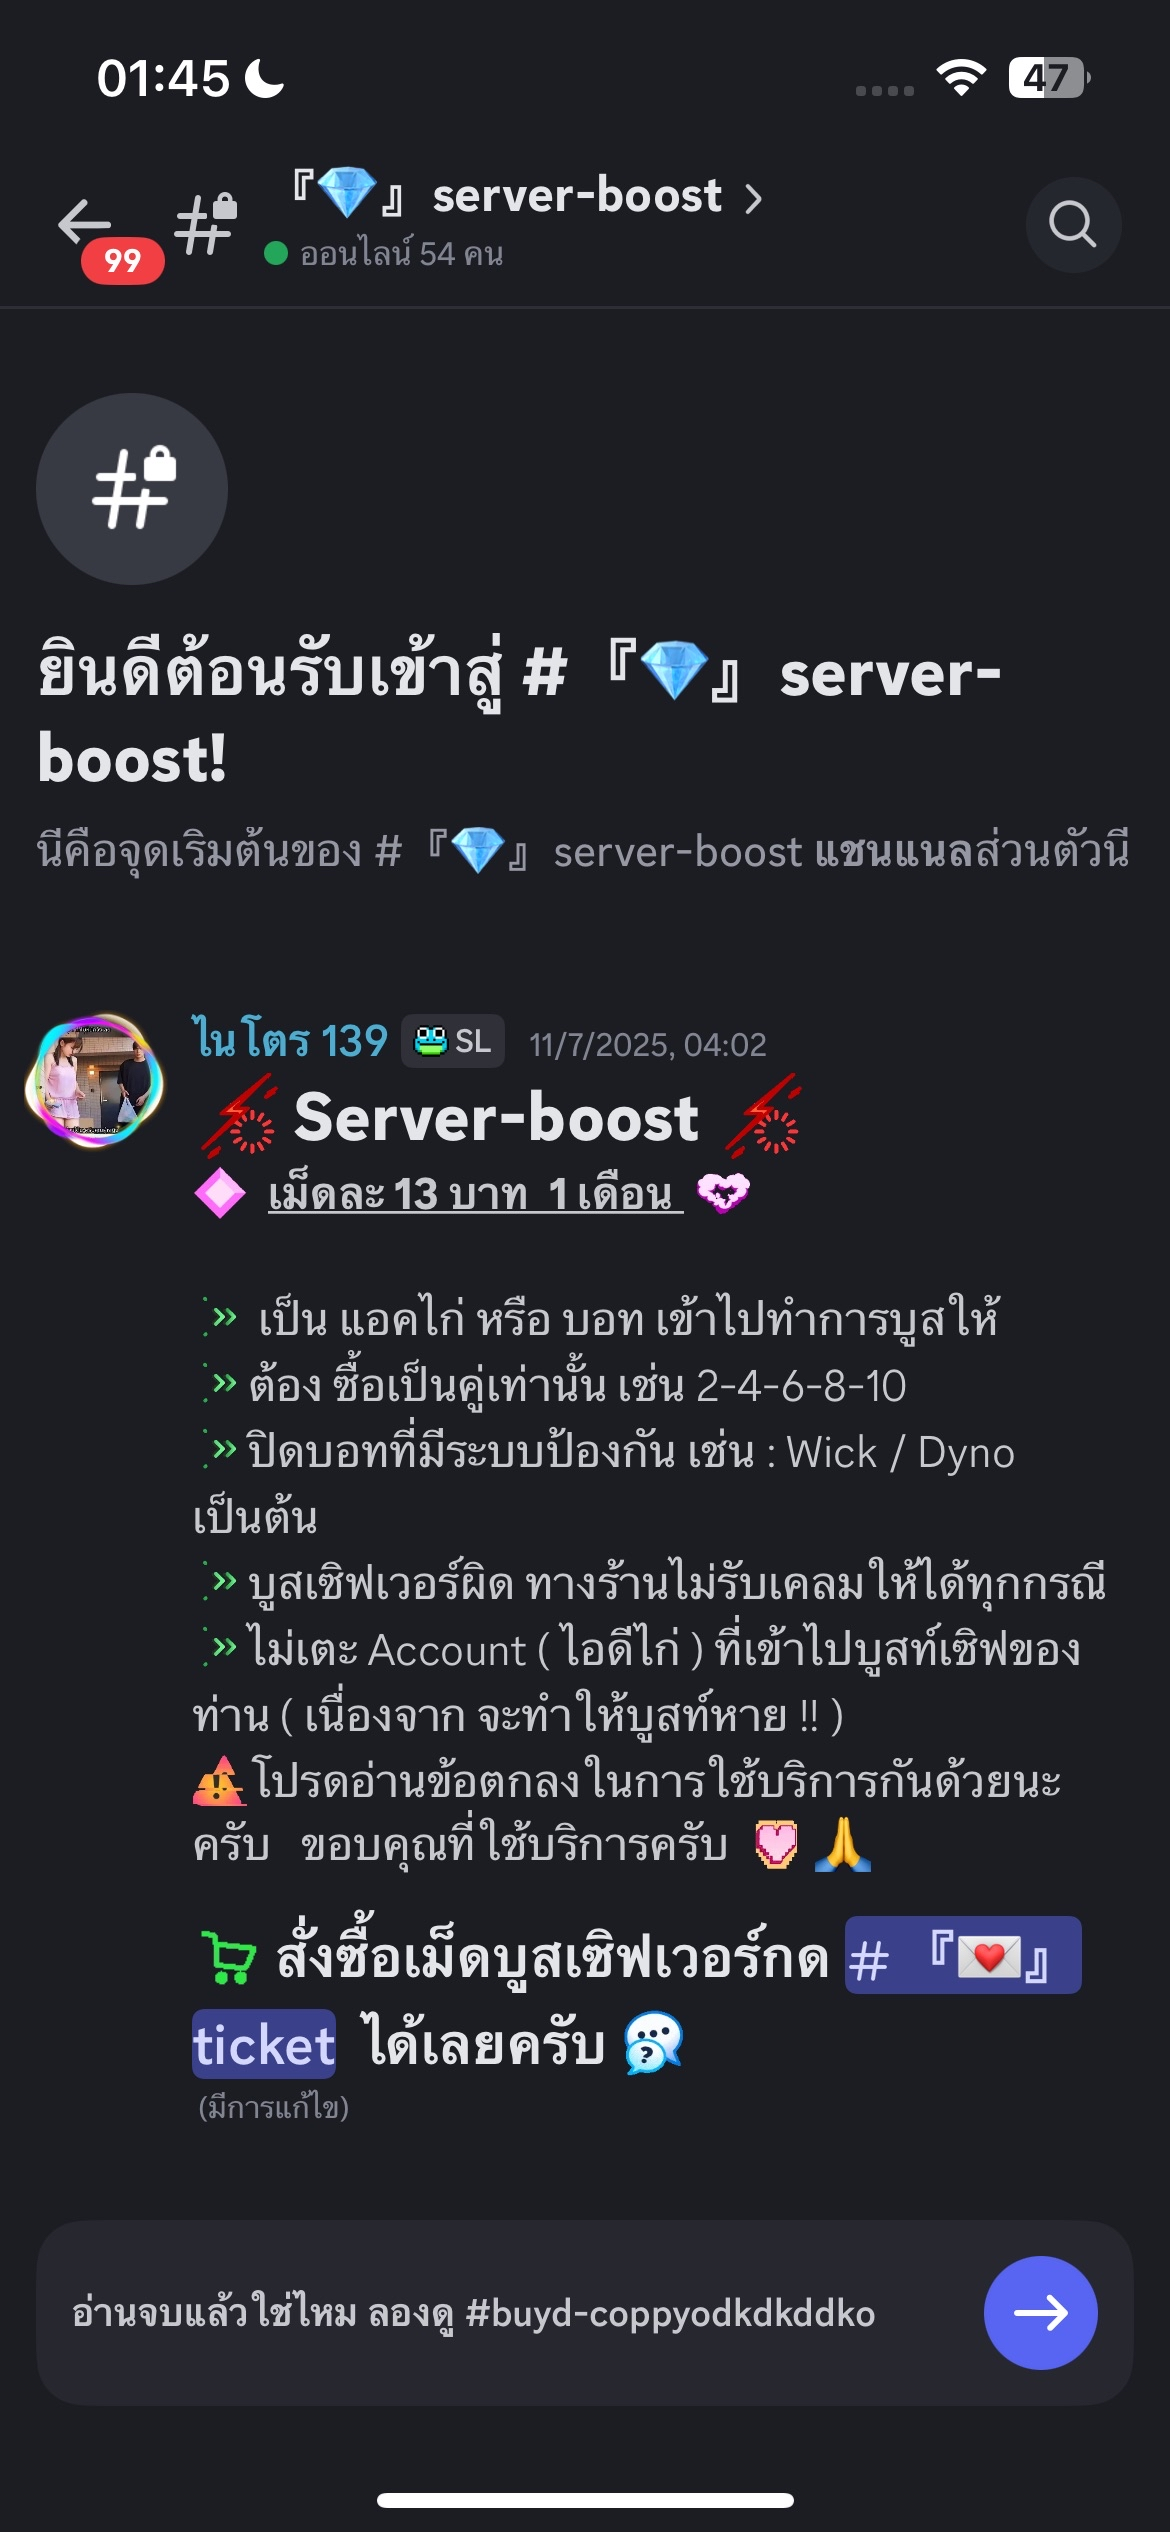 01:45
47
『💎』 server-boost
99
ออนไลน์ 54 คน
ยินดีต้อนรับเข้าสู่ # 『💎』 server-
boost!
นี่คือจุดเริ่มต้นของ # 『💎』 server-boost แชนแนลส่วนตัวนี้
ไนโตร 139 SL 11/7/2025, 04:02
Server-boost
เม็ดละ 13 บาท 1 เดือน
» เป็น แอคไก่ หรือ บอท เข้าไปทำการบูสให้
» ต้อง ซื้อเป็นคู่เท่านั้น เช่น 2-4-6-8-10
» ปิดบอทที่มีระบบป้องกัน เช่น : Wick / Dyno
เป็นต้น
» บูสเซิฟเวอร์ผิด ทางร้านไม่รับเคลมให้ได้ทุกกรณี
» ไม่เตะ Account ( ไอดีไก่ ) ที่เข้าไปบูสท์เซิฟของ
ท่าน ( เนื่องจาก จะทำให้บูสท์หาย !! )
โปรดอ่านข้อตกลงในการใช้บริการกันด้วยนะ
ครับ ขอบคุณที่ใช้บริการครับ 🙏
สั่งซื้อเม็ดบูสเซิฟเวอร์กด # 『💌』
ticket ได้เลยครับ
(มีการแก้ไข)
อ่านจบแล้วใช่ไหม ลองดู #buyd-coppyodkdkddko